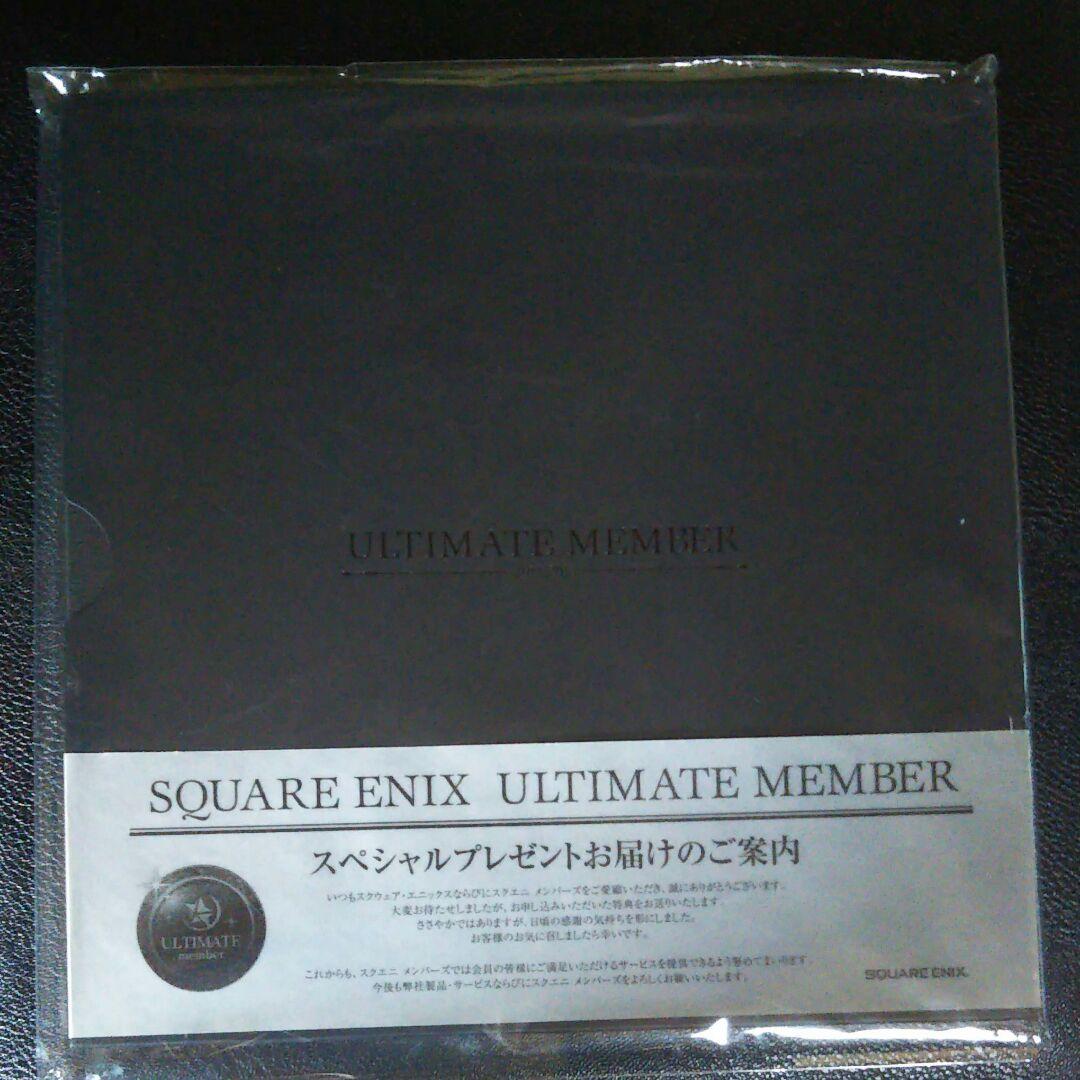 ULTIMATE MEMBER
SQUARE ENIX ULTIMATE MEMBER
スペシャルプレゼントお届けのご案内
いつもスクウェア・エニックスならびにスクエニ メンバーズをご愛顧いただき、誠にありがとうございます。
大変お待たせしましたが、お申し込みいただいた特典をお送りいたします。
ささやかではありますが、日頃の感謝の気持ちを形にしました。
お客様のお気に召しましたら幸いです。
ULTIMATE
member
これからも、スクエニ メンバーズでは会員の皆様にご満足いただけるサービスを提供できるよう努めてまいります。
今後も弊社製品・サービスならびにスクエニ メンバーズをよろしくお願いいたします。
SQUARE ENIX.